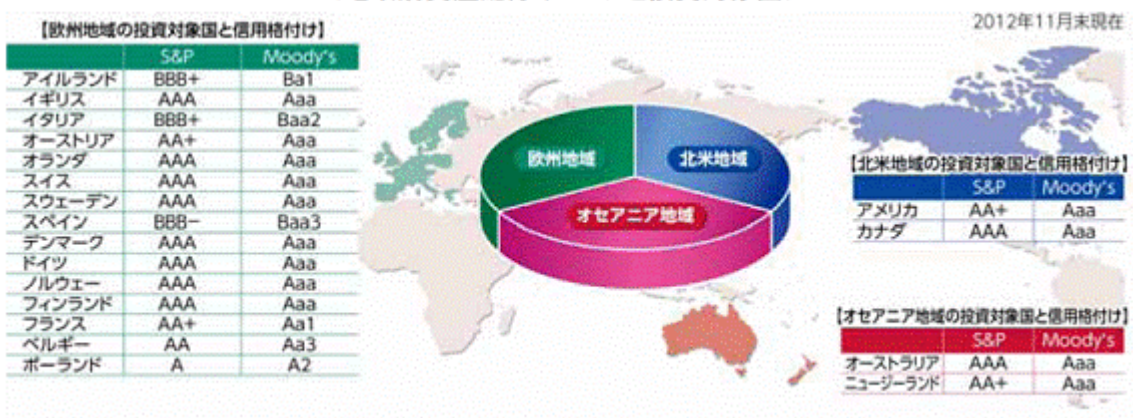 2012年11月末現在
【欧州地域の投資対象国と信用格付け】
S&P Moody's
アイルランド BBB+ Ba1
イギリス AAA Aaa
イタリア BBB+ Baa2
オーストリア AA+ Aaa
オランダ AAA Aaa
スイス AAA Aaa
スウェーデン AAA Aaa
スペイン BBB− Baa3
デンマーク AAA Aaa
ドイツ AAA Aaa
ノルウェー AAA Aaa
フィンランド AAA Aaa
フランス AA+ Aa1
ベルギー AA Aa3
ポーランド A A2
欧州地域
北米地域
オセアニア地域
【北米地域の投資対象国と信用格付け】
S&P Moody's
アメリカ AA+ Aaa
カナダ AAA Aaa
【オセアニア地域の投資対象国と信用格付け】
S&P Moody's
オーストラリア AAA Aaa
ニュージーランド AA+ Aaa